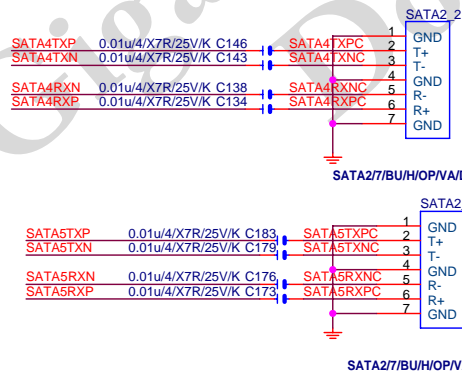 SATA2_2
SATA4TXP 0.01u/4/X7R/25V/K C146 SATA4TXPC 1 GND
SATA4TXN 0.01u/4/X7R/25V/K C143 SATA4TXNC 2 T+
3 T-
SATA4RXN 0.01u/4/X7R/25V/K C138 SATA4RXNC 4 GND
SATA4RXP 0.01u/4/X7R/25V/K C134 SATA4RXPC 5 R-
6 R+
7 GND
SATA2/7/BU/H/OP/VA/
SATA2
SATA5TXP 0.01u/4/X7R/25V/K C183 SATA5TXPC 1 GND
SATA5TXN 0.01u/4/X7R/25V/K C179 SATA5TXNC 2 T+
3 T-
SATA5RXN 0.01u/4/X7R/25V/K C176 SATA5RXNC 4 GND
SATA5RXP 0.01u/4/X7R/25V/K C173 SATA5RXPC 5 R-
6 R+
7 GND
SATA2/7/BU/H/OP/V